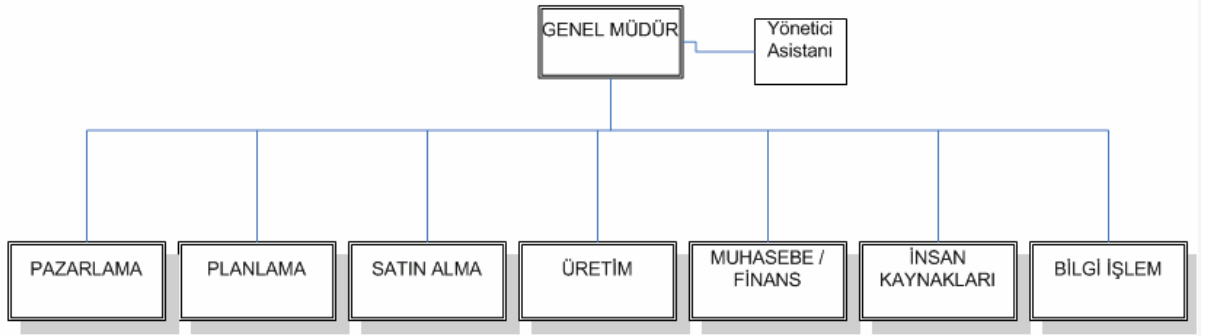 GENEL MÜDÜR
Yönetici
Asistanı
PAZARLAMA
PLANLAMA
SATIN ALMA
ÜRETİM
MUHASEBE /
FİNANS
İNSAN
KAYNAKLARI
BİLGİ İŞLEM